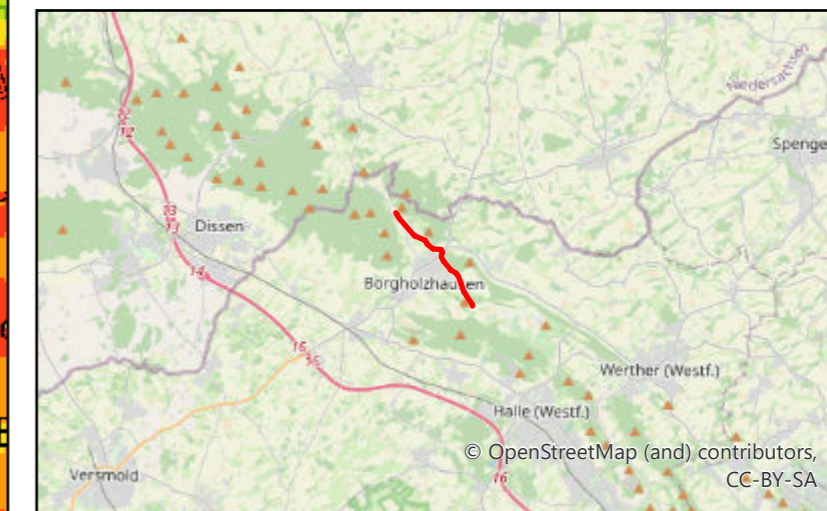 Niedersachsen
12
12
Spenge
13
13
Dissen
14
Borgholzhausen
15
15
Werther (Westf.)
Halle (Westf.)
© OpenStreetMap (and) contributors,
CC-BY-SA
Versmold
16